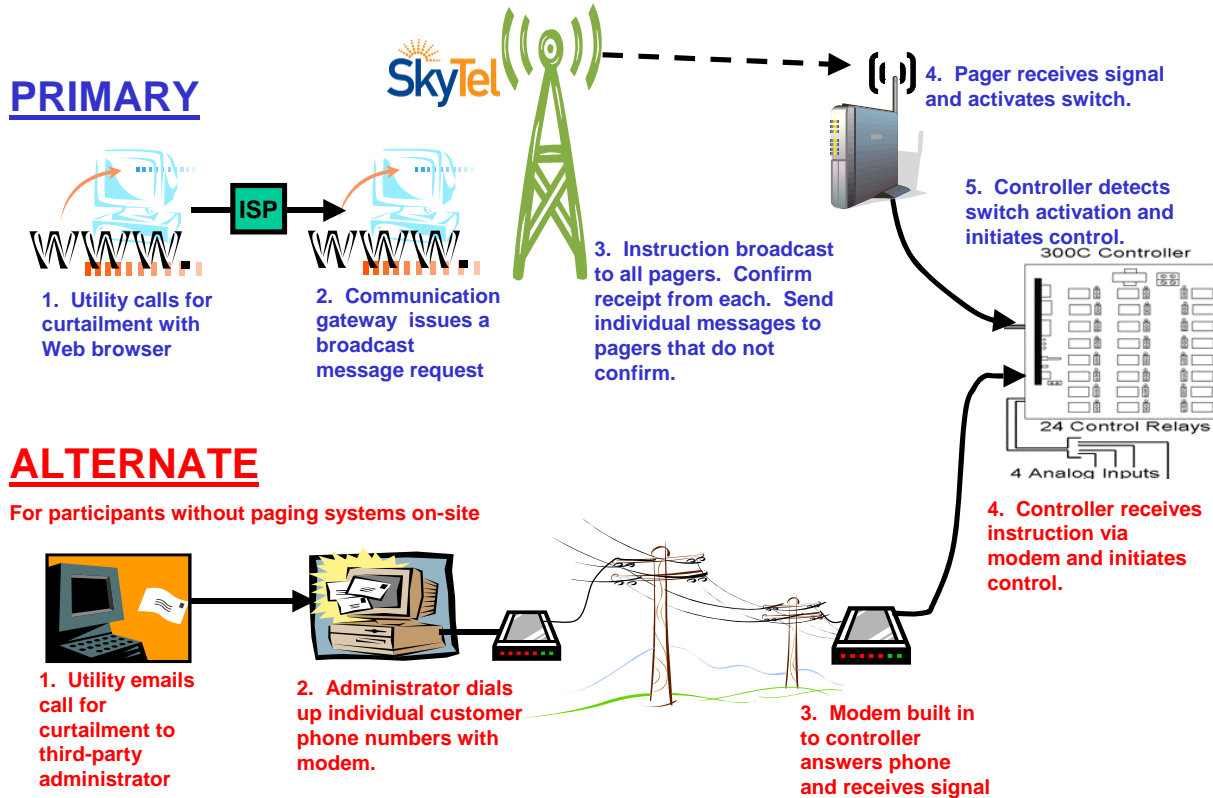 PRIMARY
SkyTel
ISP
WWW.
WWW.
1. Utility calls for
curtailment with
Web browser
2. Communication
gateway issues a
broadcast
message request
3. Instruction broadcast
to all pagers. Confirm
receipt from each. Send
individual messages to
pagers that do not
confirm.
4. Pager receives signal
and activates switch.
5. Controller detects
switch activation and
initiates control.
300C Controller
24 Control Relays
4 Analog Inputs
ALTERNATE
For participants without paging systems on-site
1. Utility emails
call for
curtailment to
third-party
administrator
2. Administrator dials
up individual customer
phone numbers with
modem.
3. Modem built in
to controller
answers phone
and receives signal
4. Controller receives
instruction via
modem and initiates
control.